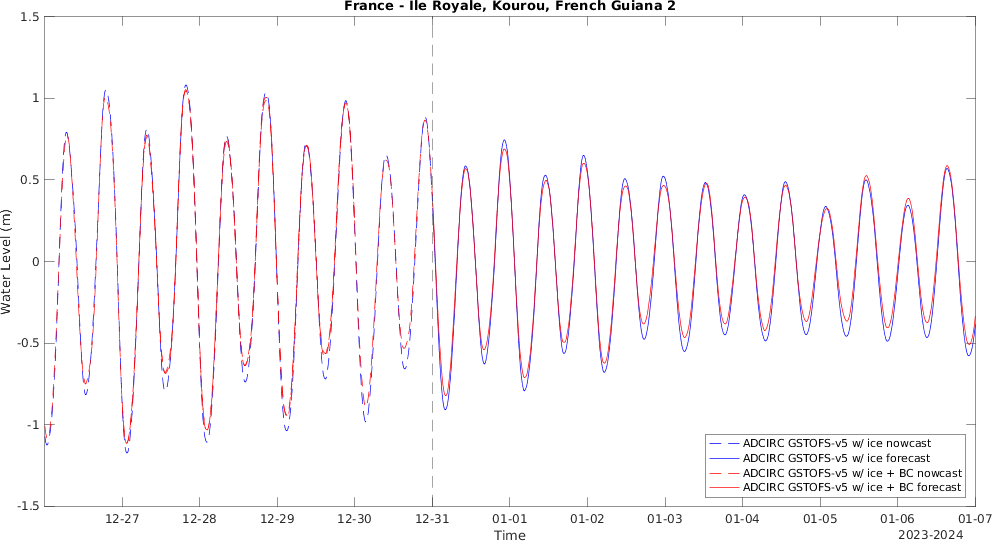 France - Ile Royale, Kourou, French Guiana 2
1.5
1
0.5
0
-0.5
-1
-1.5
Water Level (m)
ADCIRC GSTOFS-v5 w/ ice nowcast
ADCIRC GSTOFS-v5 w/ ice forecast
ADCIRC GSTOFS-v5 w/ ice + BC nowcast
ADCIRC GSTOFS-v5 w/ ice + BC forecast
12-27 12-28 12-29 12-30 12-31 01-01 01-02 01-03 01-04 01-05 01-06 01-07
Time
2023-2024